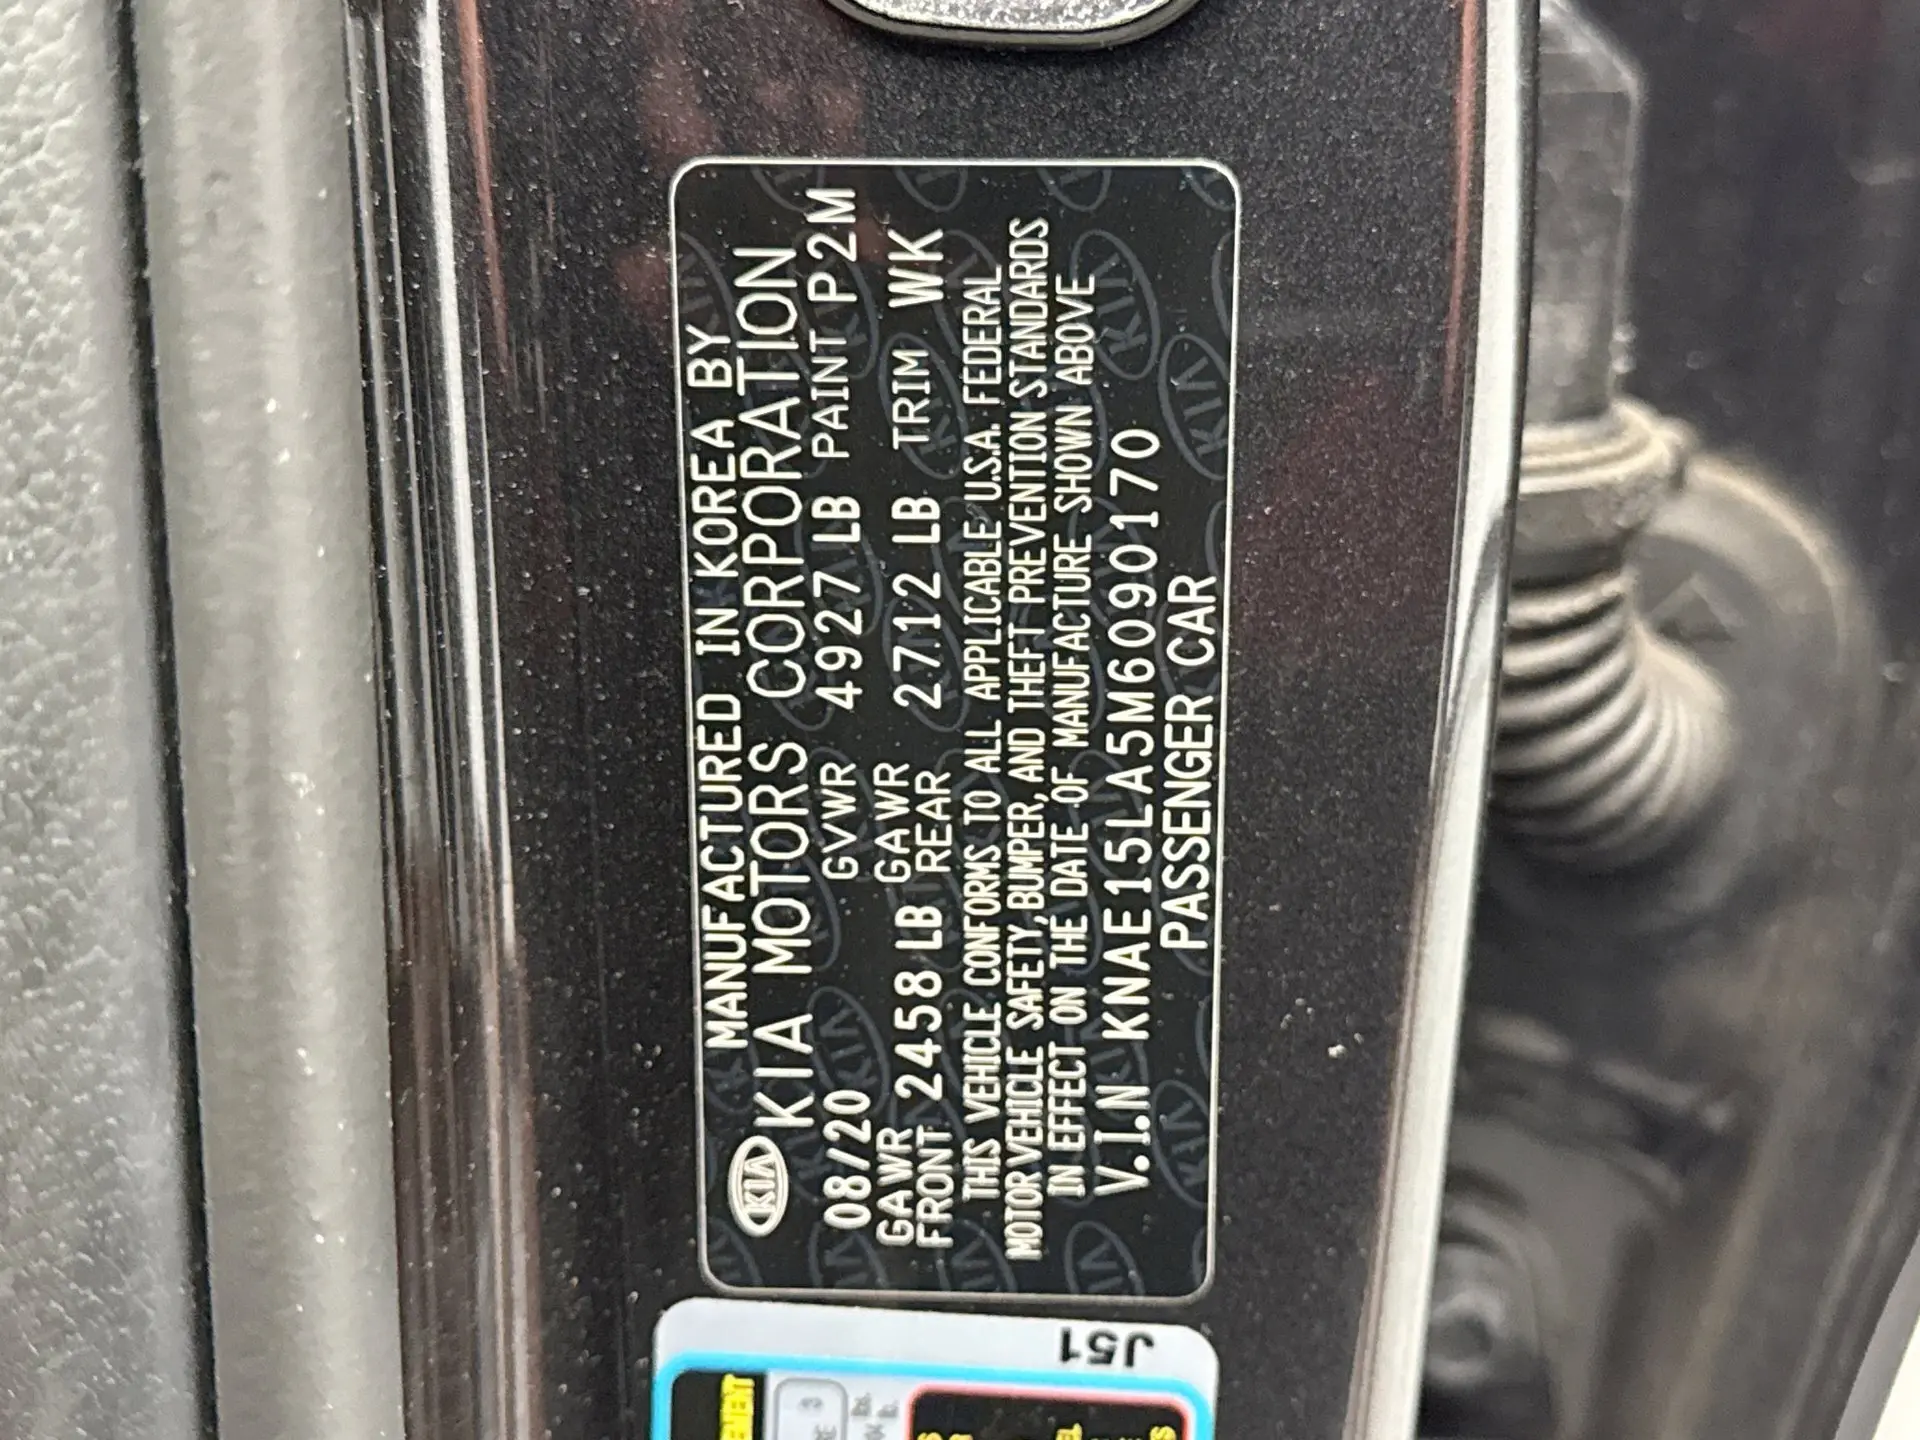 MANUFACTURED IN KOREA BY
KIA KIA MOTORS CORPORATION
08/20 GVWR 4927 LB PAINT P2M
GAWR FRONT 2458 LB GAWR REAR 2712 LB TRIM WK
THIS VEHICLE CONFORMS TO ALL APPLICABLE U.S.A. FEDERAL
MOTOR VEHICLE SAFETY, BUMPER, AND THEFT PREVENTION STANDARDS
IN EFFECT ON THE DATE OF MANUFACTURE SHOWN ABOVE
V.I.N KNAE15LA5M6090170
PASSENGER CAR
J51